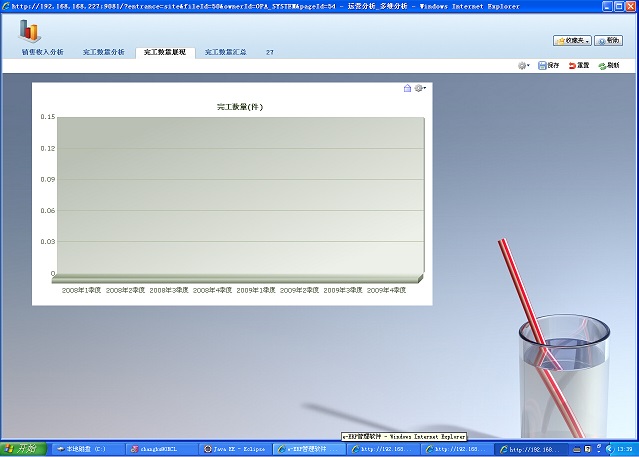 http://192.168.168.227:9081/?entrance=site&fileId=50&ownerId=OFA_SYSTEM&pageId=54 - 运营分析_多维分析 - Windows Internet Explorer
收藏夹 帮助
销售收入分析 完工数量分析 完工数量展现 完工数量汇总 27
保存 重置 刷新
完工数量(件)
0.15
0.12
0.09
0.06
0.03
0
2008年1季度 2008年2季度 2008年3季度 2008年4季度 2009年1季度 2009年2季度 2009年3季度 2009年4季度
e-ERP管理软件 - Windows Internet Explorer
开始 本地磁盘 (C:) Java EE - Eclipse e-ERP管理软件 http://192.168... http://192.168... http://192.168... 13:39